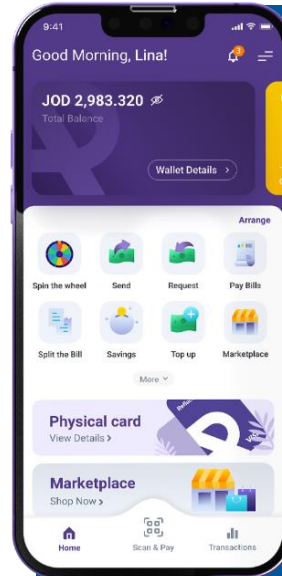 9:41
Good Morning, Lina!
JOD 2,983.320
Total Balance
Wallet Details >
Arrange
Spin the wheel Send Request Pay Bills
Split the Bill Savings Top up Marketplace
More
Physical card
View Details >
Marketplace
Shop Now >
Home Scan & Pay Transactions